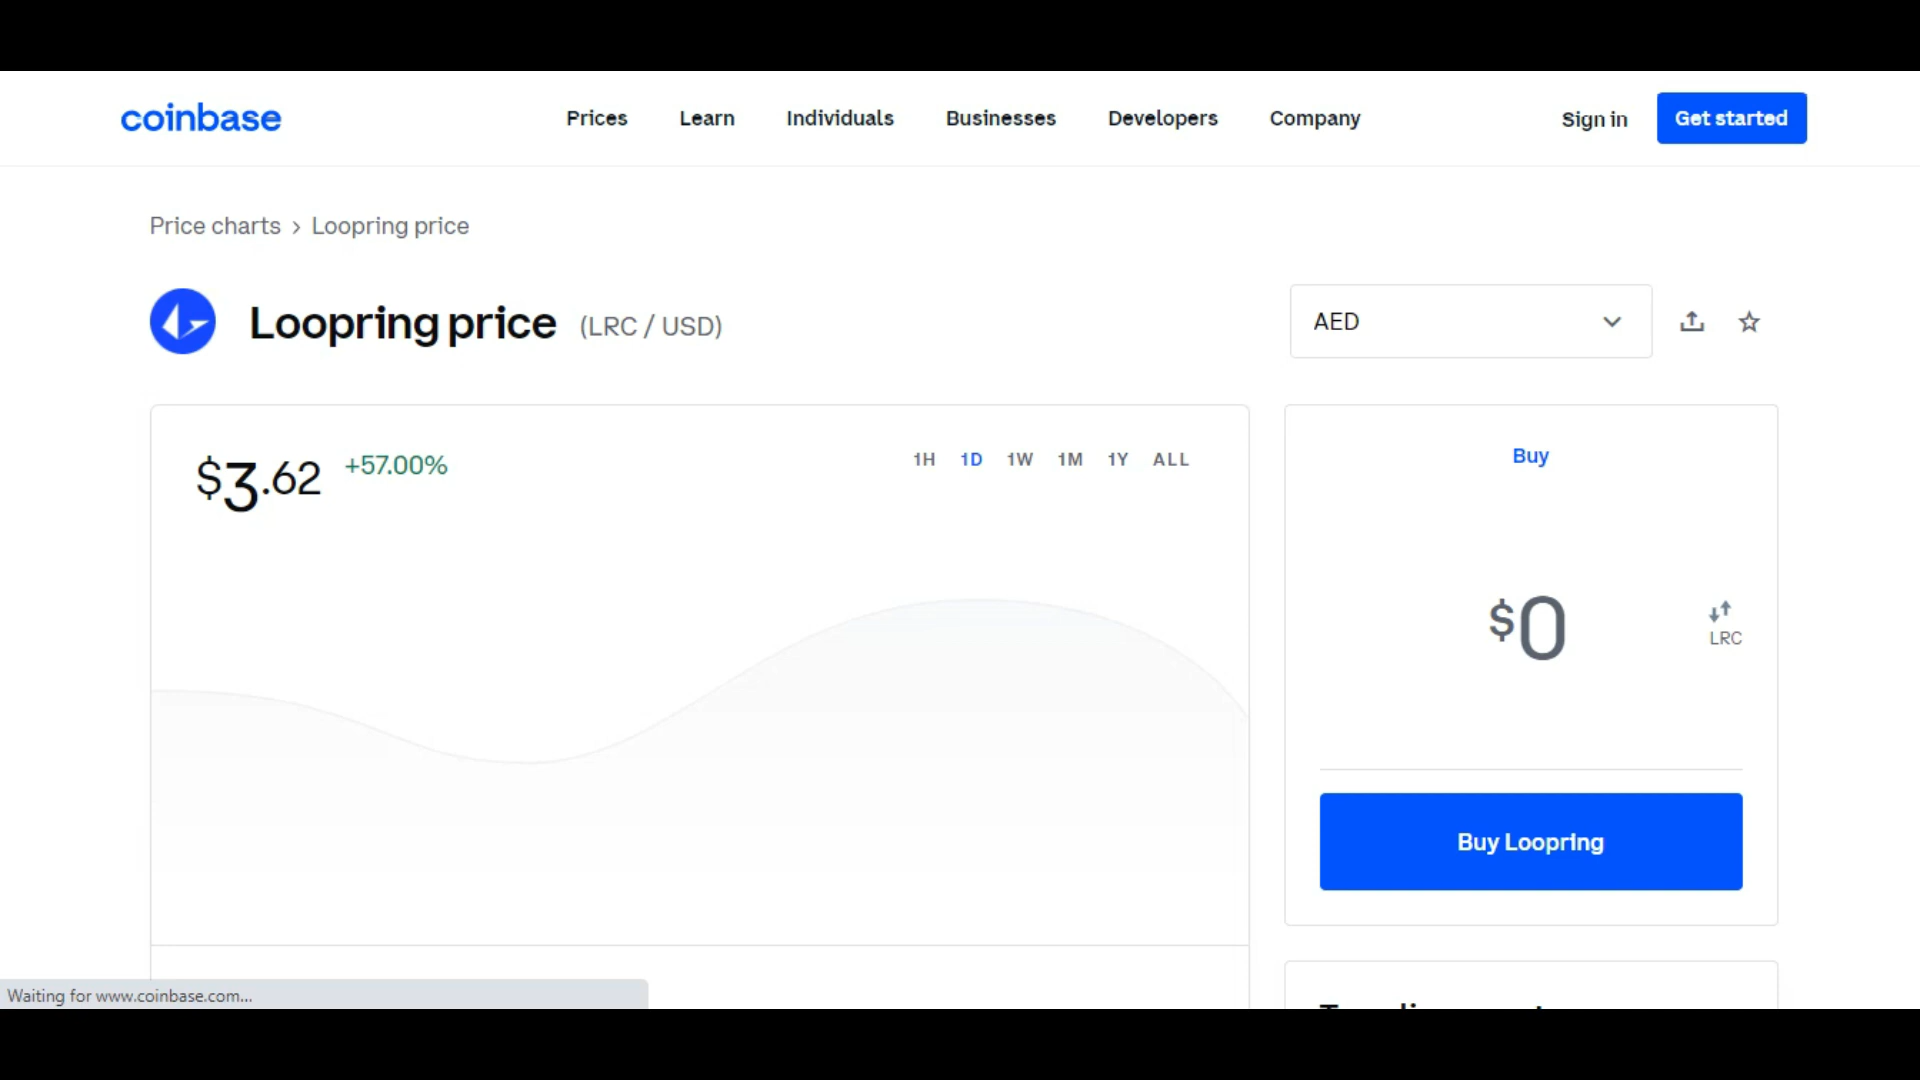 coinbase
Prices Learn Individuals Businesses Developers Company Sign in Get started
Price charts › Loopring price
Loopring price (LRC / USD)
AED
$3.62 +57.00%
1H 1D 1W 1M 1Y ALL
Buy
$0
LRC
Buy Loopring
Waiting for www.coinbase.com...